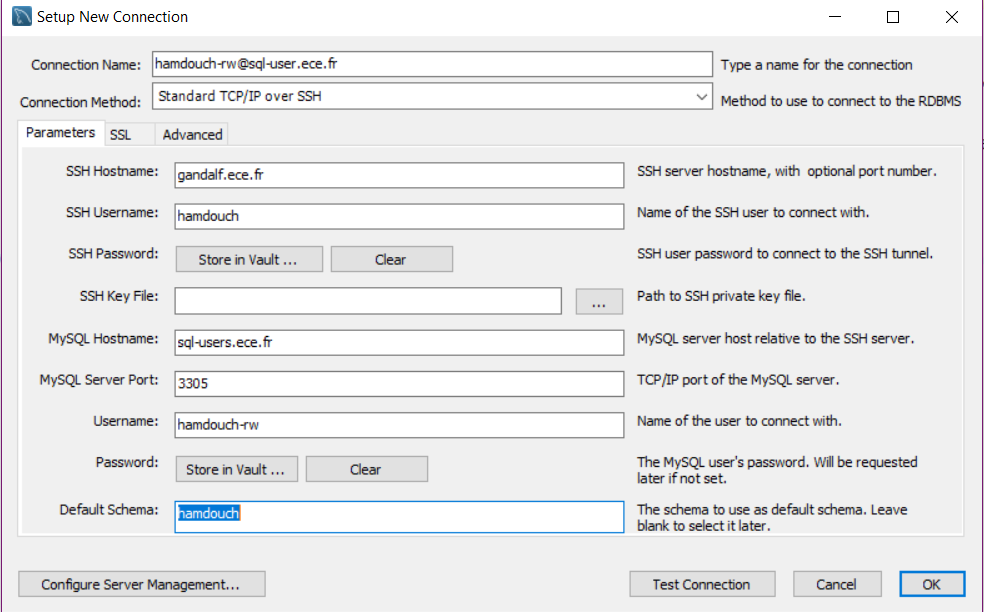 Setup New Connection
Connection Name: hamdouch-rw@sql-user.ece.fr Type a name for the connection
Connection Method: Standard TCP/IP over SSH Method to use to connect to the RDBMS
Parameters SSL Advanced
SSH Hostname: gandalf.ece.fr SSH server hostname, with optional port number.
SSH Username: hamdouch Name of the SSH user to connect with.
SSH Password: Store in Vault ... Clear SSH user password to connect to the SSH tunnel.
SSH Key File: ... Path to SSH private key file.
MySQL Hostname: sql-users.ece.fr MySQL server host relative to the SSH server.
MySQL Server Port: 3305 TCP/IP port of the MySQL server.
Username: hamdouch-rw Name of the user to connect with.
Password: Store in Vault ... Clear The MySQL user's password. Will be requested
later if not set.
Default Schema: hamdouch The schema to use as default schema. Leave
blank to select it later.
Configure Server Management... Test Connection Cancel OK